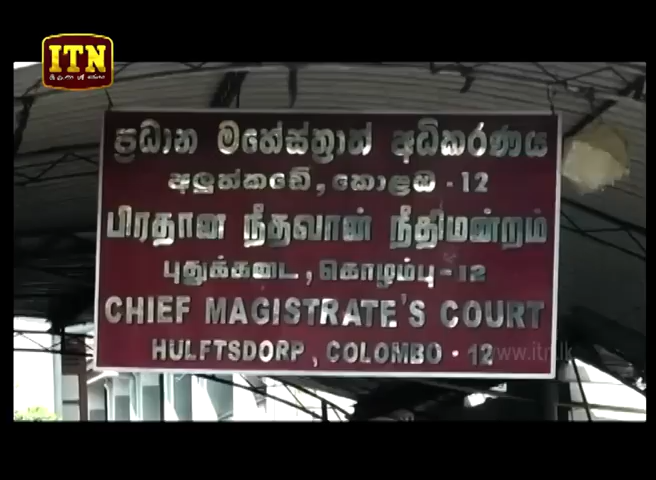 ITN
ප්‍රධාන මහේස්ත්‍රාත් අධිකරණය
අලුත්කඩේ, කොළඹ - 12
பிரதான நீதவான் நீதிமன்றம்
புதுக்கடை, கொழும்பு - 12
CHIEF MAGISTRATE'S COURT
HULFTSDORP, COLOMBO - 12
www.itn.lk